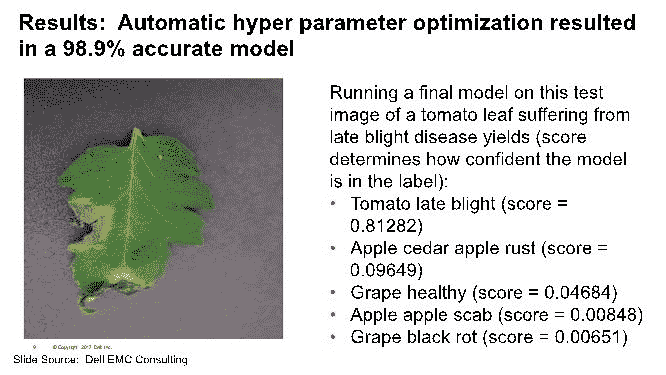 Results:  Automatic hyper parameter optimization resulted
in a 98.9% accurate model
Running a final model on this test
image of a tomato leaf suffering from
late blight disease yields (score
determines how confident the model
is in the label):
• Tomato late blight (score =
0.81282)
• Apple cedar apple rust (score =
0.09649)
• Grape healthy (score = 0.04684)
• Apple apple scab (score = 0.00848)
• Grape black rot (score = 0.00651)
© Copyright 2017 Dell Inc.
Slide Source:  Dell EMC Consulting